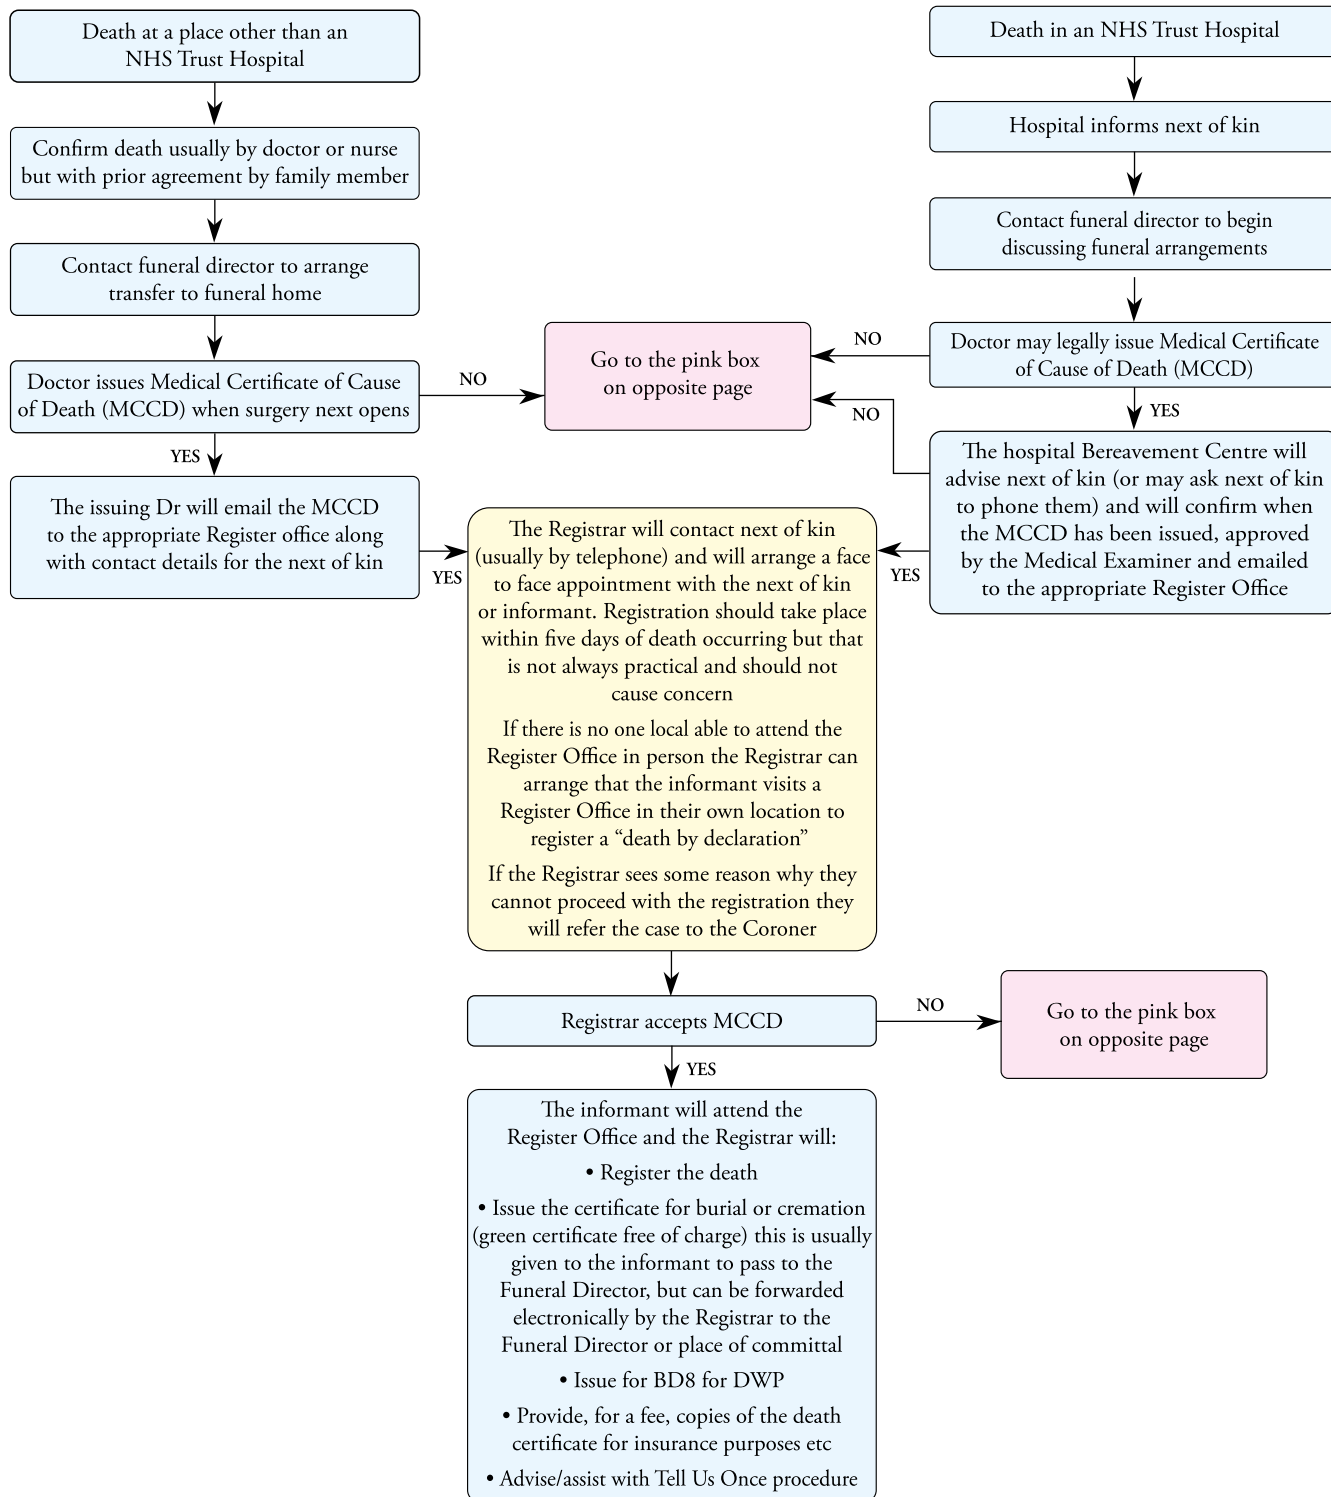 Death at a place other than an
NHS Trust Hospital
Confirm death usually by doctor or nurse
but with prior agreement by family member
Contact funeral director to arrange
transfer to funeral home
Doctor issues Medical Certificate of Cause
of Death (MCCD) when surgery next opens
NO
YES
The issuing Dr will email the MCCD
to the appropriate Register office along
with contact details for the next of kin
YES
Death in an NHS Trust Hospital
Hospital informs next of kin
Contact funeral director to begin
discussing funeral arrangements
Doctor may legally issue Medical Certificate
of Cause of Death (MCCD)
NO
YES
The hospital Bereavement Centre will
advise next of kin (or may ask next of kin
to phone them) and will confirm when
the MCCD has been issued, approved
by the Medical Examiner and emailed
to the appropriate Register Office
NO
YES
Go to the pink box
on opposite page
The Registrar will contact next of kin
(usually by telephone) and will arrange a face
to face appointment with the next of kin
or informant. Registration should take place
within five days of death occurring but that
is not always practical and should not
cause concern
If there is no one local able to attend the
Register Office in person the Registrar can
arrange that the informant visits a
Register Office in their own location to
register a “death by declaration”
If the Registrar sees some reason why they
cannot proceed with the registration they
will refer the case to the Coroner
Registrar accepts MCCD
NO
Go to the pink box
on opposite page
YES
The informant will attend the
Register Office and the Registrar will:
• Register the death
• Issue the certificate for burial or cremation
(green certificate free of charge) this is usually
given to the informant to pass to the
Funeral Director, but can be forwarded
electronically by the Registrar to the
Funeral Director or place of committal
• Issue for BD8 for DWP
• Provide, for a fee, copies of the death
certificate for insurance purposes etc
• Advise/assist with Tell Us Once procedure